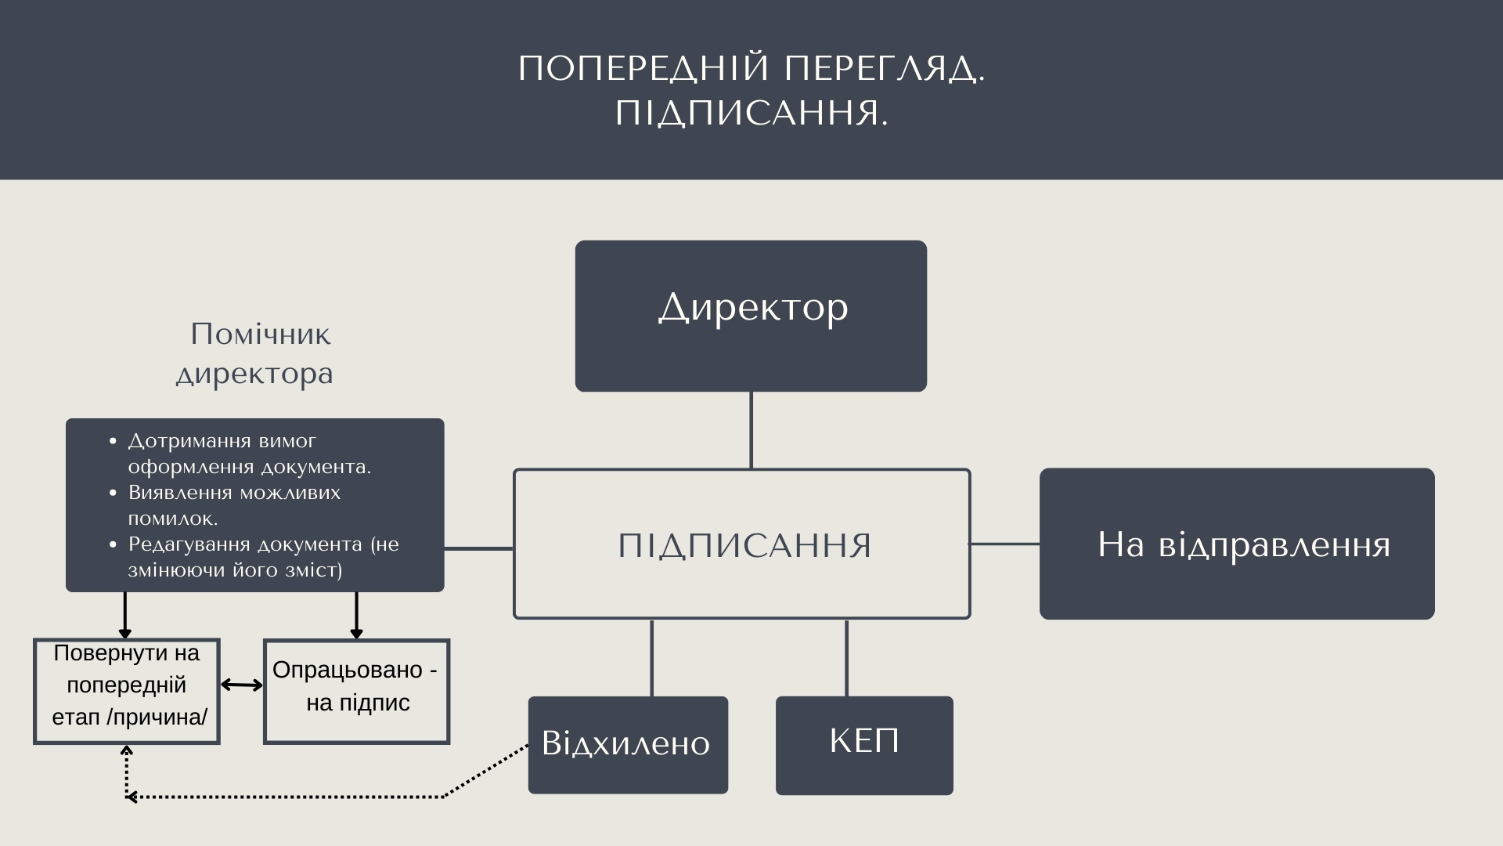 ПОПЕРЕДНІЙ ПЕРЕГЛЯД.
ПІДПИСАННЯ.
Директор
Помічник
директора
• Дотримання вимог
оформлення документа.
• Виявлення можливих
помилок.
• Редагування документа (не
змінюючи його зміст)
ПІДПИСАННЯ
На відправлення
Повернути на
попередній
етап /причина/
Опрацьовано -
на підпис
Відхилено
КЕП